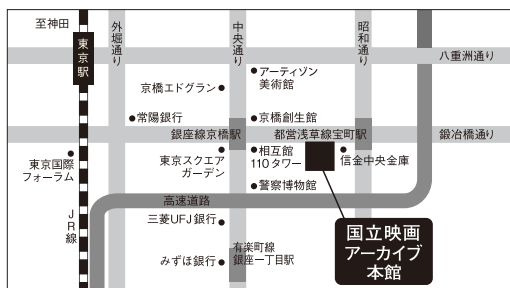 至神田
東京駅
外堀通り
中央通り
昭和通り
八重洲通り
アーティゾン
美術館
京橋エドグラン
常陽銀行
京橋創生館
銀座線京橋駅
都営浅草線宝町駅
鍛冶橋通り
東京国際
フォーラム
東京スクエア
ガーデン
相互館
110タワー
信金中央金庫
警察博物館
高速道路
JR線
三菱UFJ銀行
国立映画
アーカイブ
本館
みずほ銀行
有楽町線
銀座一丁目駅